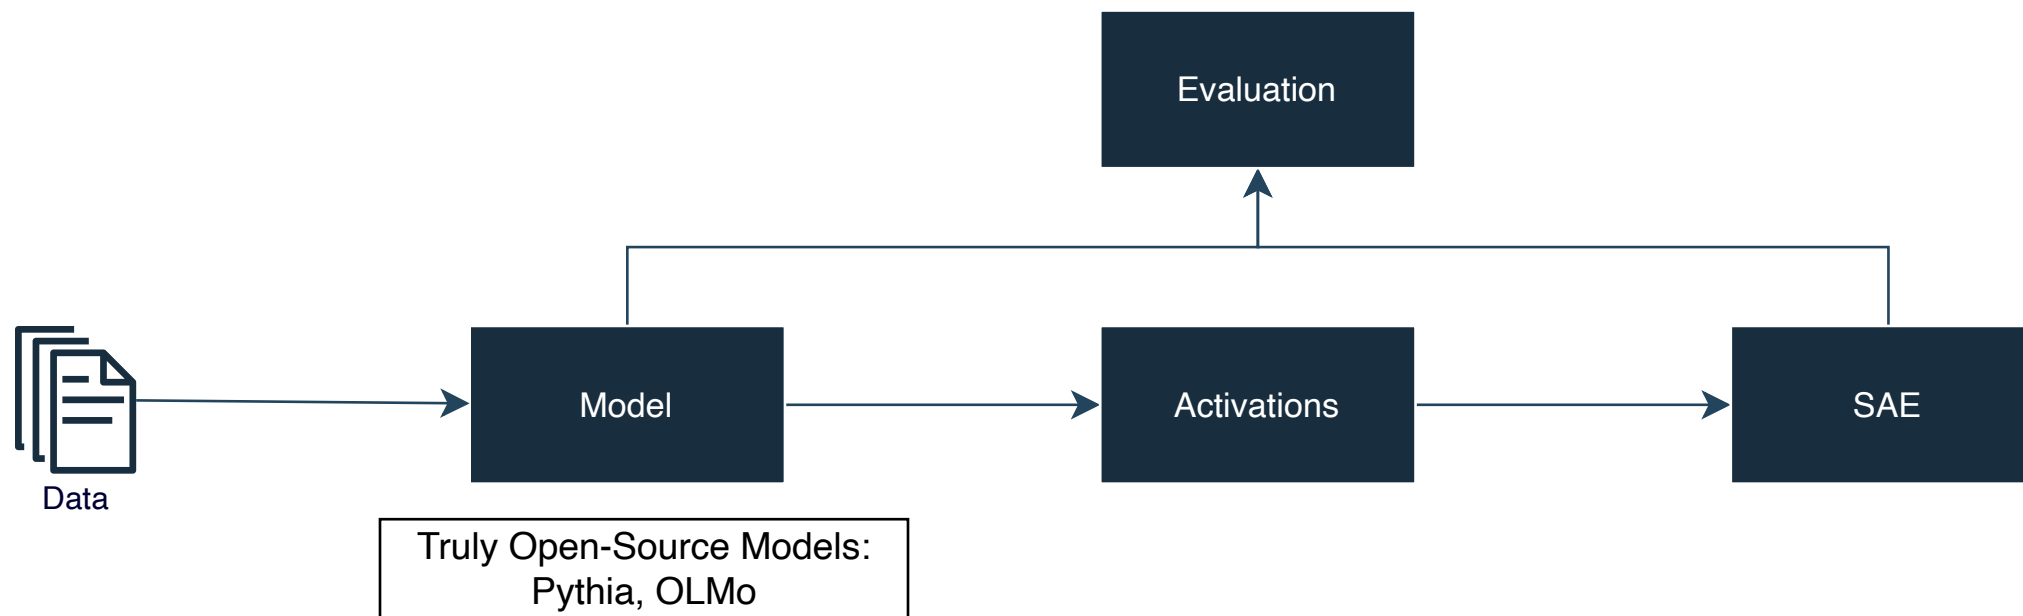 Evaluation
Model
Activations
SAE
Data
Truly Open-Source Models:
Pythia, OLMo